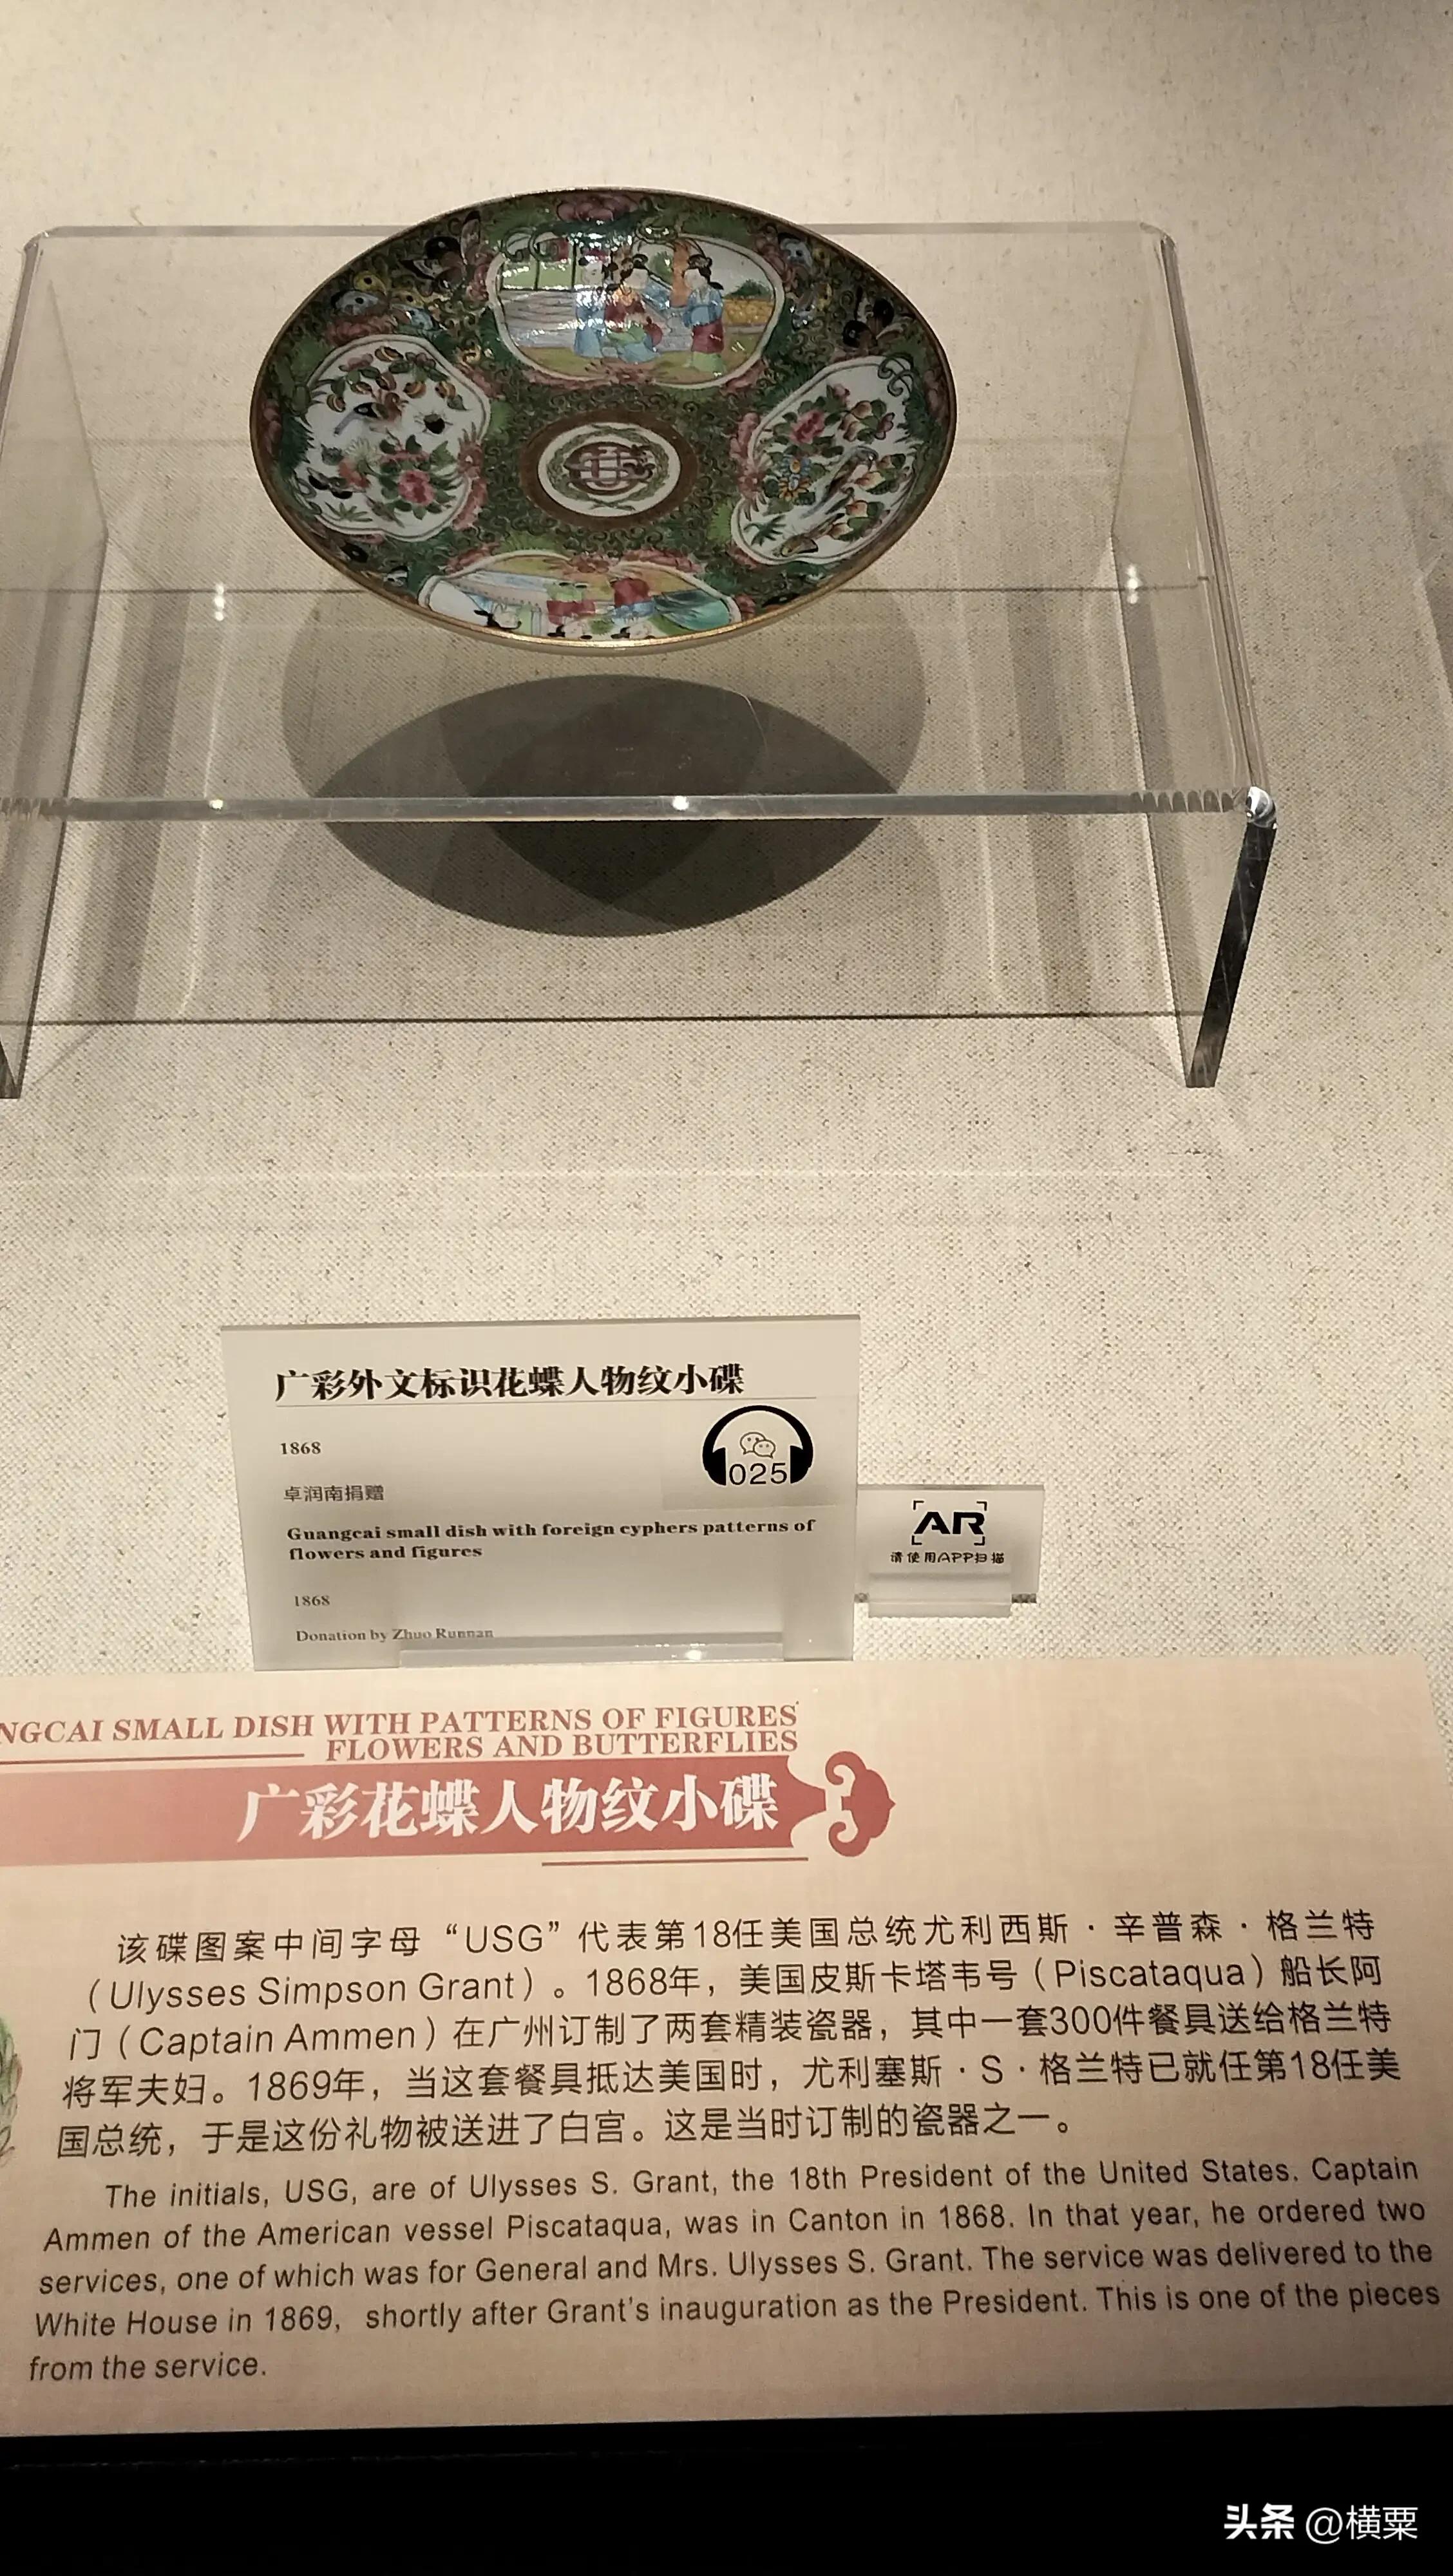 广彩外文标识花蝶人物纹小碟
1868
025
卓润南捐赠
Guangcai small dish with foreign cyphers patterns of
flowers and figures
1868
Donation by Zhuo Runnan
AR
请使用APP扫描
NGCAI SMALL DISH WITH PATTERNS OF FIGURES
FLOWERS AND BUTTERFLIES
广彩花蝶人物纹小碟
该碟图案中间字母“USG”代表第18任美国总统尤利西斯·辛普森·格兰特
（Ulysses Simpson Grant）。1868年，美国皮斯卡塔韦号（Piscataqua）船长阿
门（Captain Ammen）在广州订制了两套精装瓷器，其中一套300件餐具送给格兰特
将军夫妇。1869年，当这套餐具抵达美国时，尤利塞斯·S·格兰特已就任第18任美
国总统，于是这份礼物被送进了白宫。这是当时订制的瓷器之一。
The initials, USG, are of Ulysses S. Grant, the 18th President of the United States. Captain
Ammen of the American vessel Piscataqua, was in Canton in 1868. In that year, he ordered two
services, one of which was for General and Mrs. Ulysses S. Grant. The service was delivered to the
White House in 1869, shortly after Grant's inauguration as the President. This is one of the pieces
from the service.
头条 @横粟